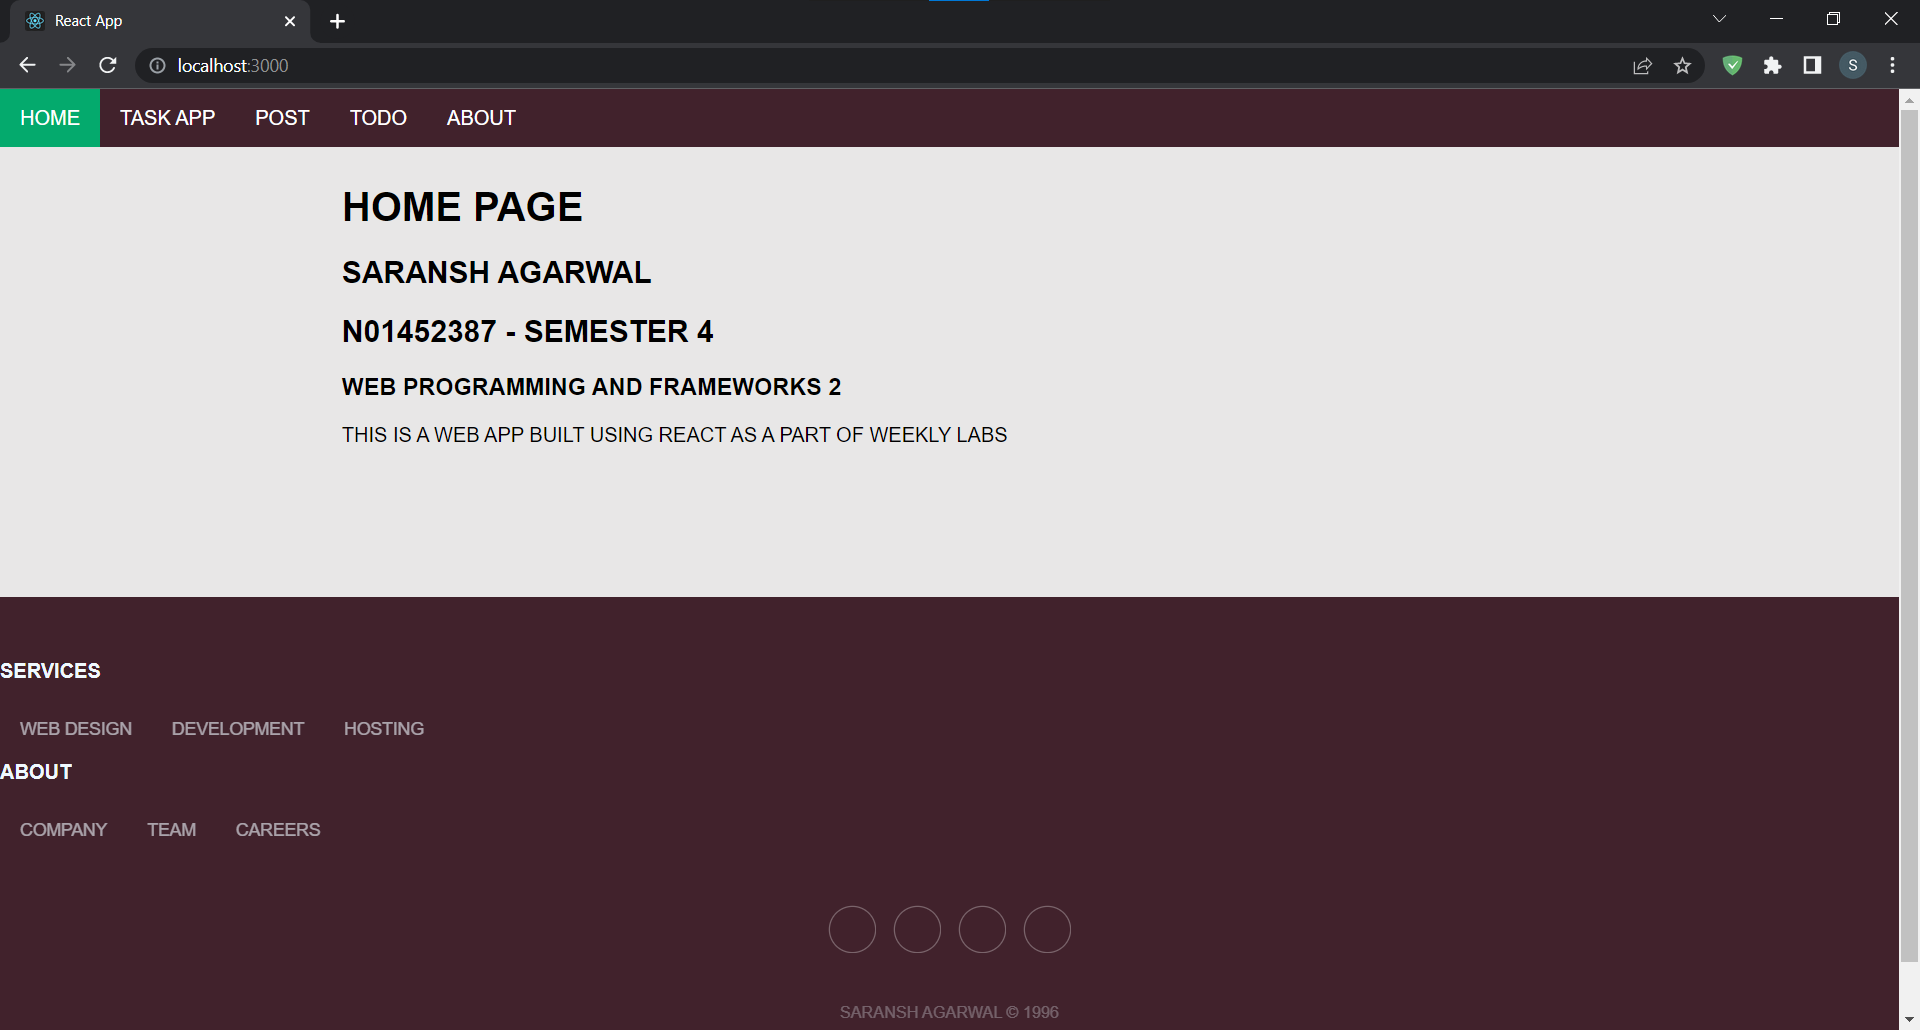 React App
localhost:3000
S
HOME TASK APP POST TODO ABOUT
HOME PAGE
SARANSH AGARWAL
N01452387 - SEMESTER 4
WEB PROGRAMMING AND FRAMEWORKS 2
THIS IS A WEB APP BUILT USING REACT AS A PART OF WEEKLY LABS
SERVICES
WEB DESIGN DEVELOPMENT HOSTING
ABOUT
COMPANY TEAM CAREERS
SARANSH AGARWAL © 1996